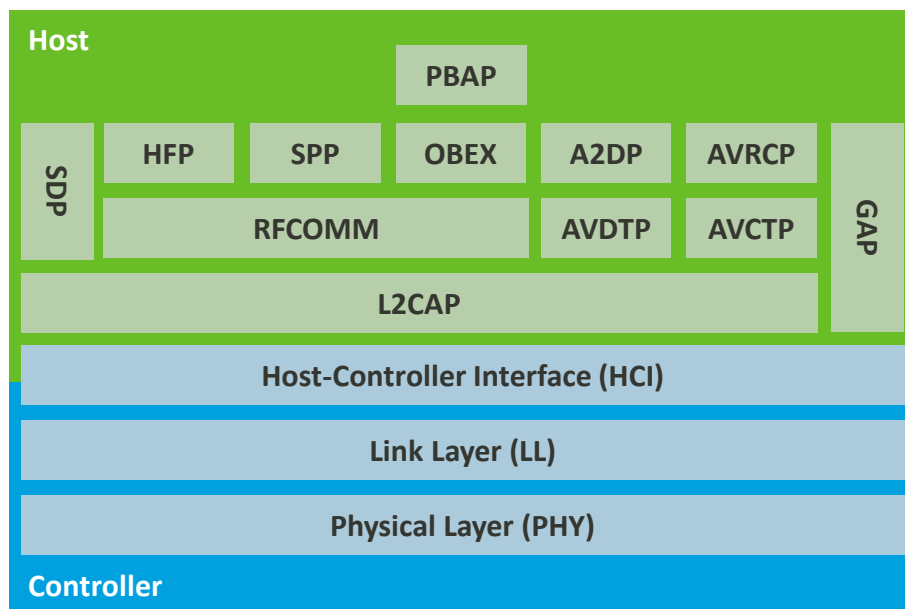 Host
PBAP
SDP
HFP
SPP
OBEX
A2DP
AVRCP
GAP
RFCOMM
AVDTP
AVCTP
L2CAP
Host-Controller Interface (HCI)
Link Layer (LL)
Physical Layer (PHY)
Controller